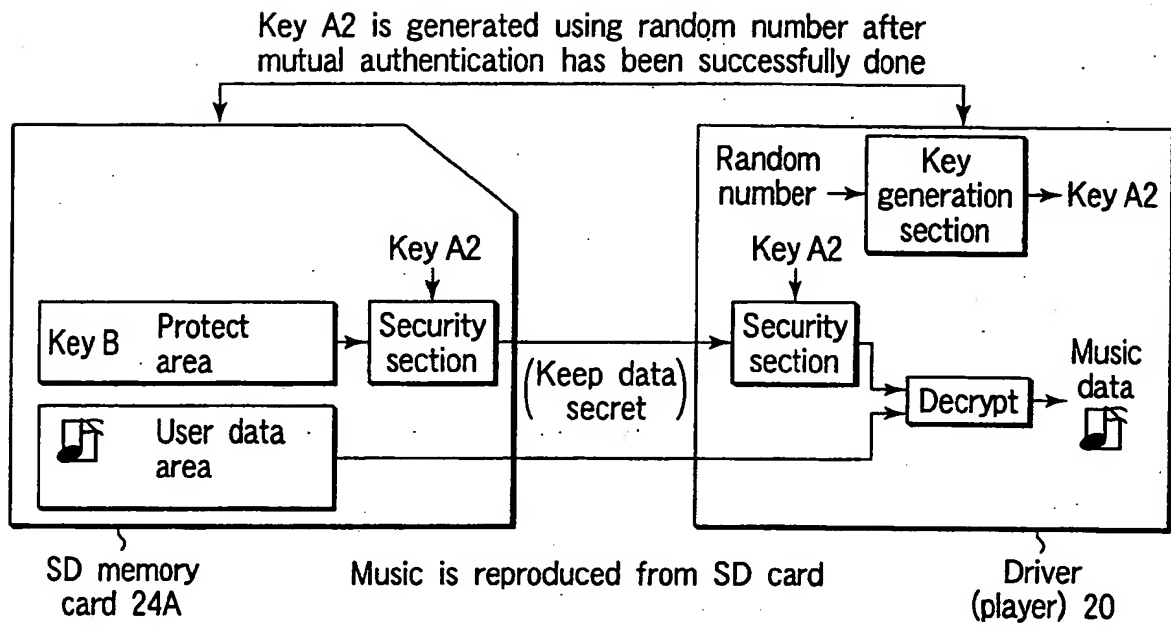 Key A2 is generated using random number after
mutual authentication has been successfully done
Random
number
Key
generation
section
Key A2
Key A2
Key A2
Key B
Protect
area
Security
section
Security
section
(Keep data
secret)
Music
data
Decrypt
User data
area
SD memory
card 24A
Music is reproduced from SD card
Driver
(player) 20